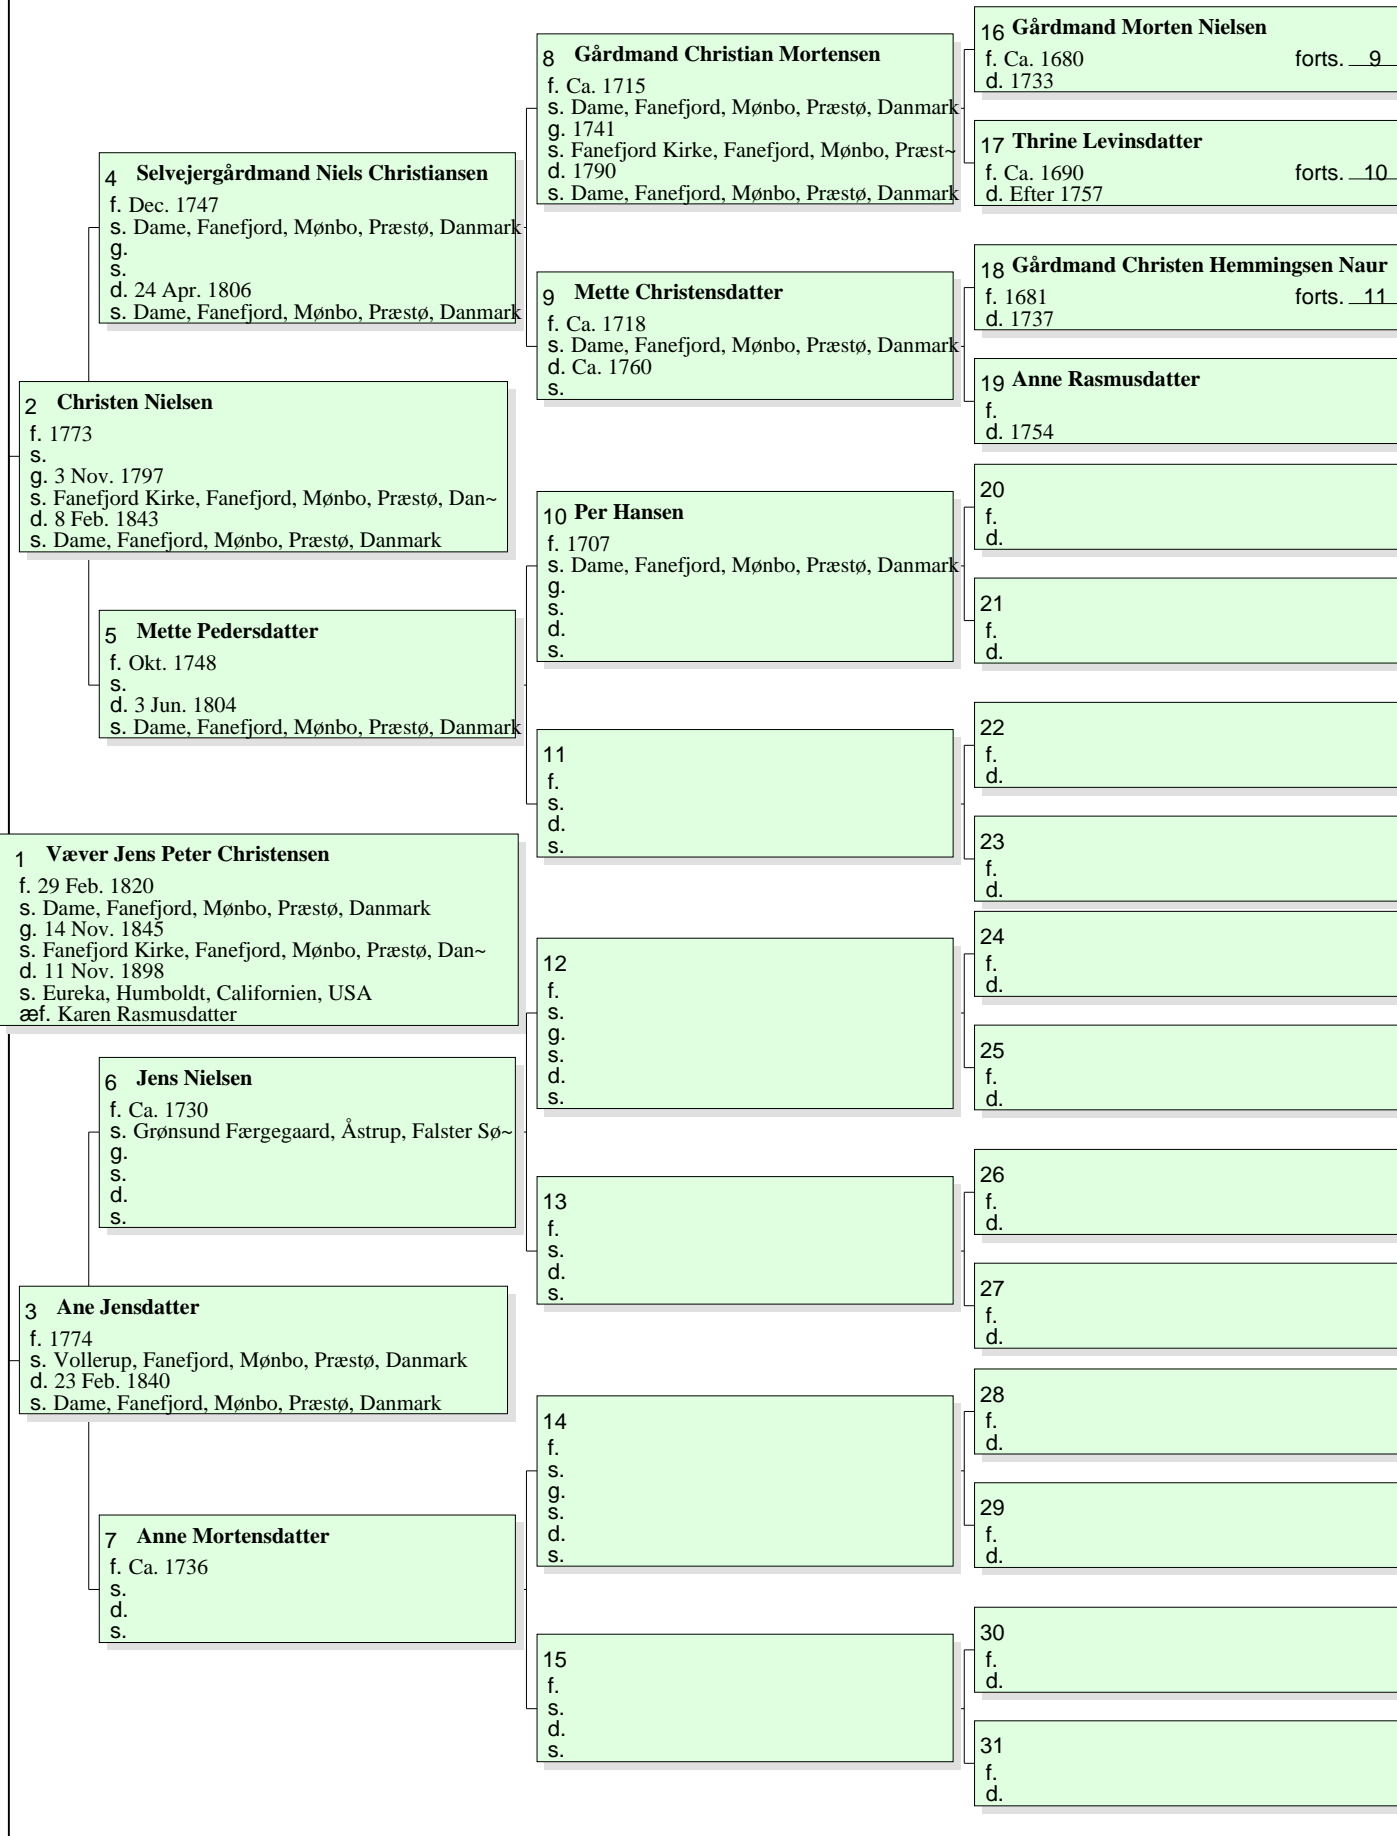 16 Gårdmand Morten Nielsen
f. Ca. 1680 forts. 9
d. 1733
8 Gårdmand Christian Mortensen
f. Ca. 1715
s. Dame, Fanefjord, Mønbo, Præstø, Danmark
g. 1741
s. Fanefjord Kirke, Fanefjord, Mønbo, Præst~
d. 1790
s. Dame, Fanefjord, Mønbo, Præstø, Danmark
17 Thrine Levinsdatter
f. Ca. 1690 forts. 10
d. Efter 1757
4 Selvejergårdmand Niels Christiansen
f. Dec. 1747
s. Dame, Fanefjord, Mønbo, Præstø, Danmark
g.
s.
d. 24 Apr. 1806
s. Dame, Fanefjord, Mønbo, Præstø, Danmark
18 Gårdmand Christen Hemmingsen Naur
f. 1681 forts. 11
d. 1737
9 Mette Christensdatter
f. Ca. 1718
s. Dame, Fanefjord, Mønbo, Præstø, Danmark
d. Ca. 1760
s.
19 Anne Rasmusdatter
f.
d. 1754
2 Christen Nielsen
f. 1773
s.
g. 3 Nov. 1797
s. Fanefjord Kirke, Fanefjord, Mønbo, Præstø, Dan~
d. 8 Feb. 1843
s. Dame, Fanefjord, Mønbo, Præstø, Danmark
20
f.
d.
10 Per Hansen
f. 1707
s. Dame, Fanefjord, Mønbo, Præstø, Danmark
g.
s.
d.
s.
21
f.
d.
5 Mette Pedersdatter
f. Okt. 1748
s.
d. 3 Jun. 1804
s. Dame, Fanefjord, Mønbo, Præstø, Danmark
22
f.
d.
11
f.
s.
d.
s.
23
f.
d.
1 Væver Jens Peter Christensen
f. 29 Feb. 1820
s. Dame, Fanefjord, Mønbo, Præstø, Danmark
g. 14 Nov. 1845
s. Fanefjord Kirke, Fanefjord, Mønbo, Præstø, Dan~
d. 11 Nov. 1898
s. Eureka, Humboldt, Californien, USA
æf. Karen Rasmusdatter
24
f.
d.
12
f.
s.
g.
s.
d.
s.
25
f.
d.
6 Jens Nielsen
f. Ca. 1730
s. Grønsund Færgegaard, Åstrup, Falster Sø~
g.
s.
d.
s.
26
f.
d.
13
f.
s.
d.
s.
27
f.
d.
3 Ane Jensdatter
f. 1774
s. Vollerup, Fanefjord, Mønbo, Præstø, Danmark
d. 23 Feb. 1840
s. Dame, Fanefjord, Mønbo, Præstø, Danmark
28
f.
d.
14
f.
s.
g.
s.
d.
s.
29
f.
d.
7 Anne Mortensdatter
f. Ca. 1736
s.
d.
s.
30
f.
d.
15
f.
s.
d.
s.
31
f.
d.